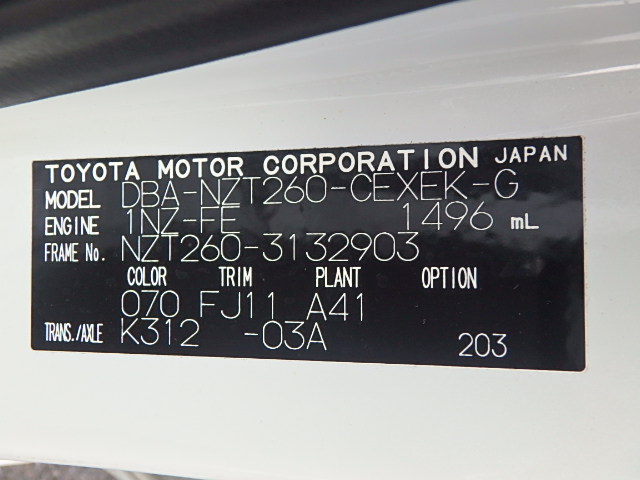 TOYOTA MOTOR CORPORATION JAPAN
MODEL DBA-NZT260-CEXEK-G
ENGINE 1NZ-FE 1496 mL
FRAME No. NZT260-3132903
COLOR TRIM PLANT OPTION
070 FJ11 A41
TRANS./AXLE K312 -03A 203